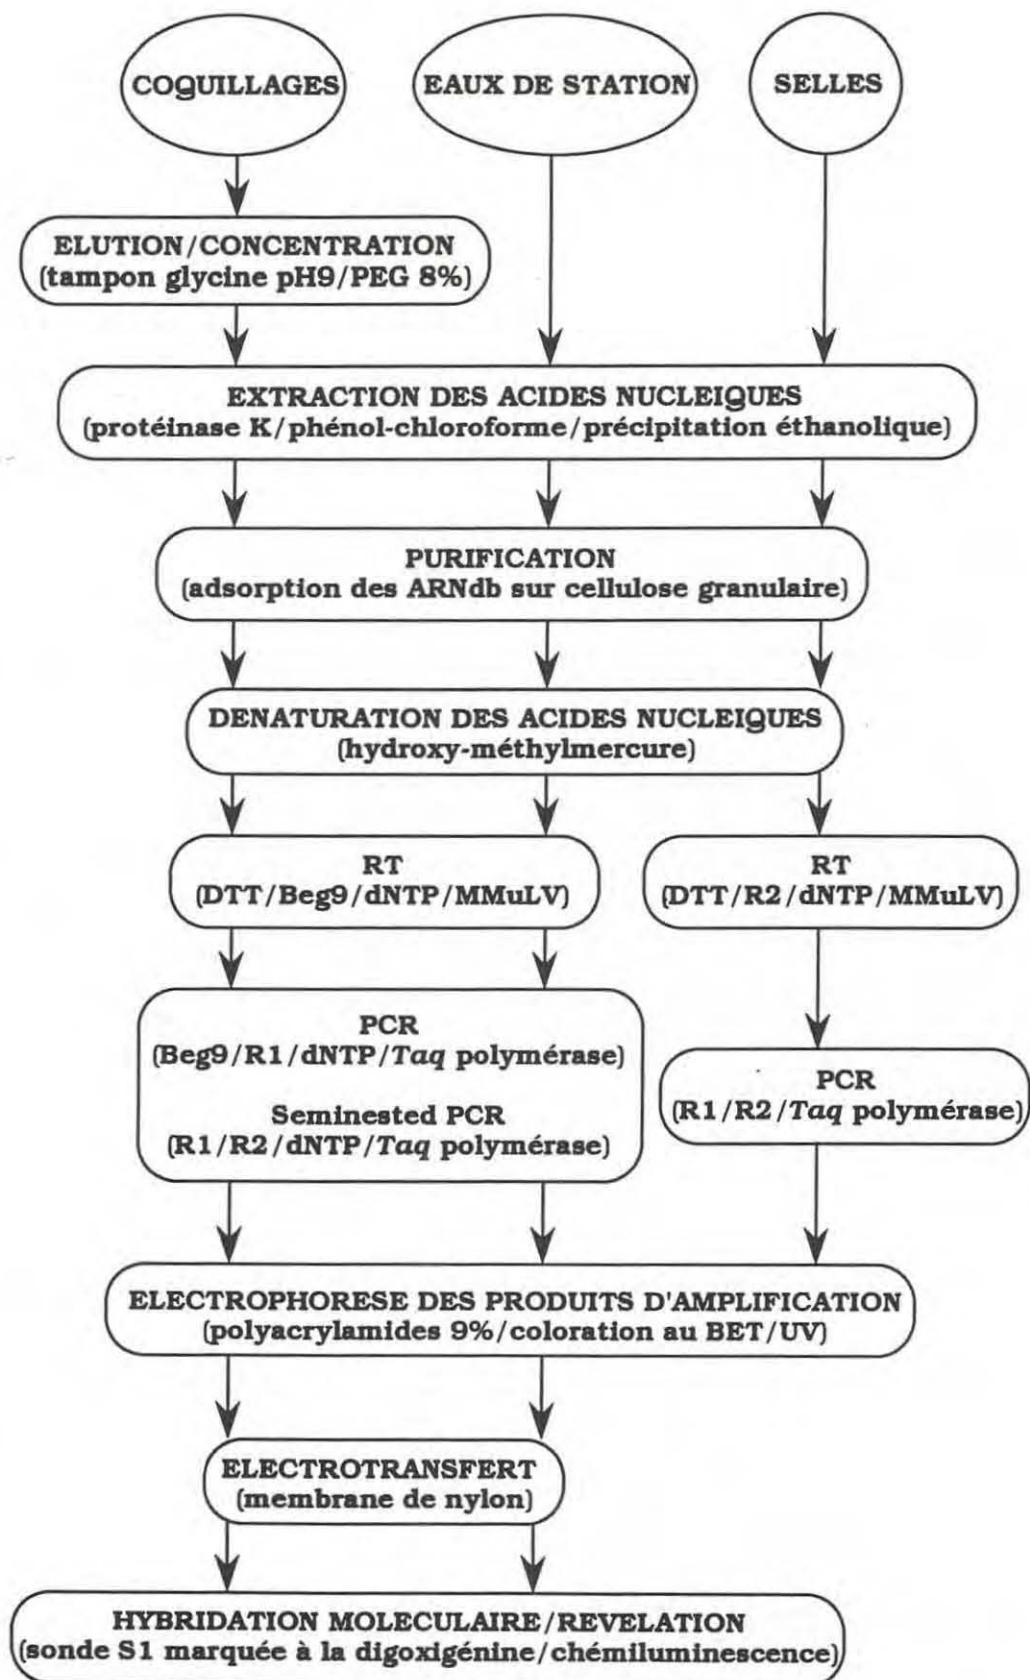 COQUILLAGES
EAUX DE STATION
SELLES
ELUTION/CONCENTRATION
(tampon glycine pH9/PEG 8%)
EXTRACTION DES ACIDES NUCLEIQUES
(protéinase K/phénol-chloroforme/précipitation éthanolique)
PURIFICATION
(adsorption des ARNdb sur cellulose granulaire)
DENATURATION DES ACIDES NUCLEIQUES
(hydroxy-méthylmercure)
RT
(DTT/Beg9/dNTP/MMuLV)
RT
(DTT/R2/dNTP/MMuLV)
PCR
(Beg9/R1/dNTP/Taq polymérase)
Seminested PCR
(R1/R2/dNTP/Taq polymérase)
PCR
(R1/R2/Taq polymérase)
ELECTROPHORESE DES PRODUITS D'AMPLIFICATION
(polyacrylamides 9%/coloration au BET/UV)
ELECTROTRANSFERT
(membrane de nylon)
HYBRIDATION MOLECULAIRE/REVELATION
(sonde S1 marquée à la digoxigénine/chémiluminescence)